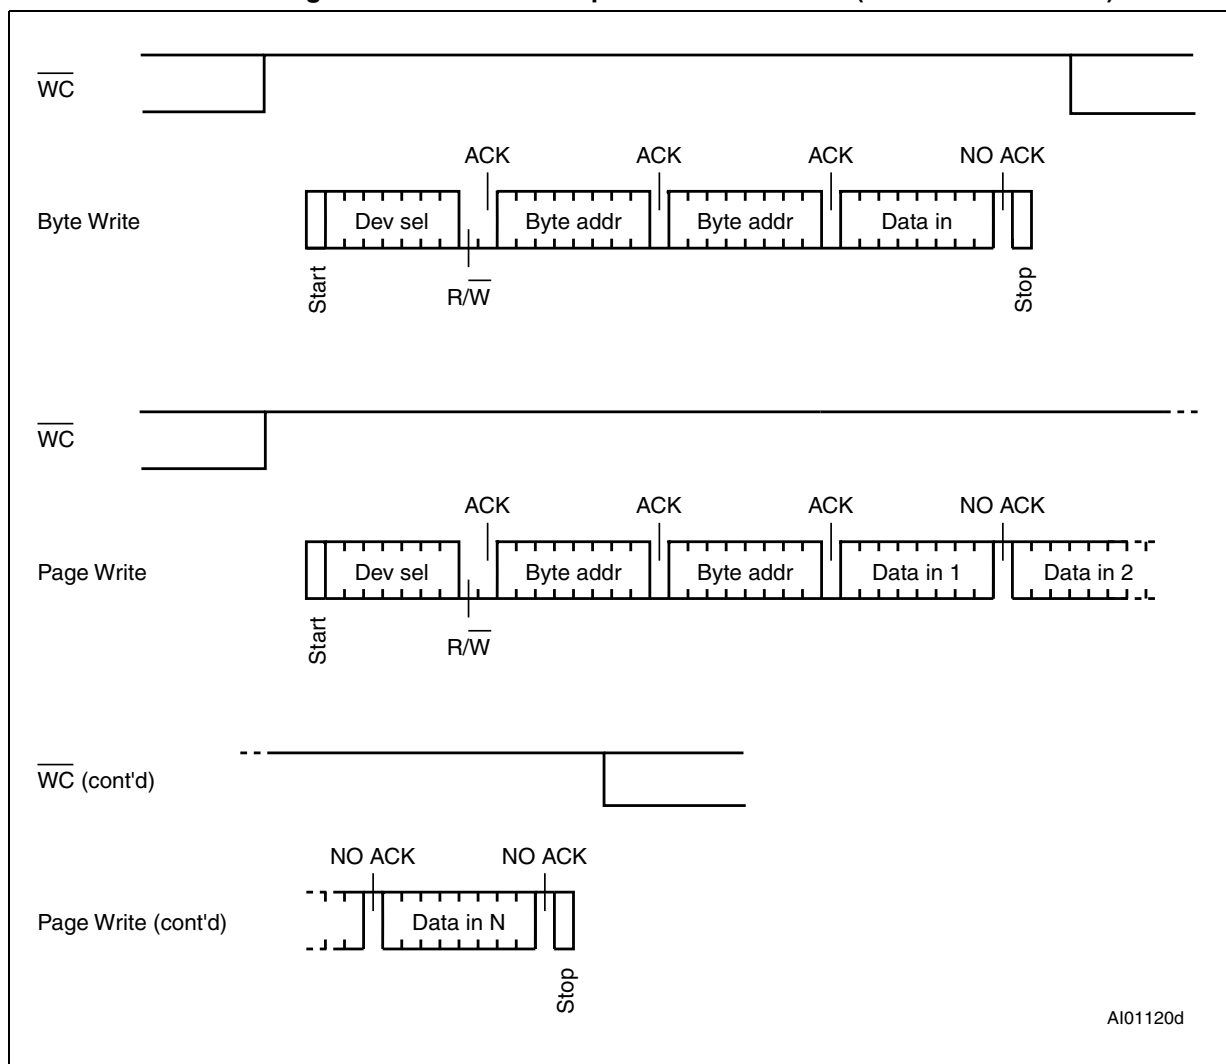 WC
ACK ACK ACK NO ACK
Byte Write Dev sel Byte addr Byte addr Data in
Start R/W Stop
WC
ACK ACK ACK NO ACK
Page Write Dev sel Byte addr Byte addr Data in 1 Data in 2
Start R/W
WC (cont'd)
NO ACK NO ACK
Page Write (cont'd) Data in N
Stop
AI01120d